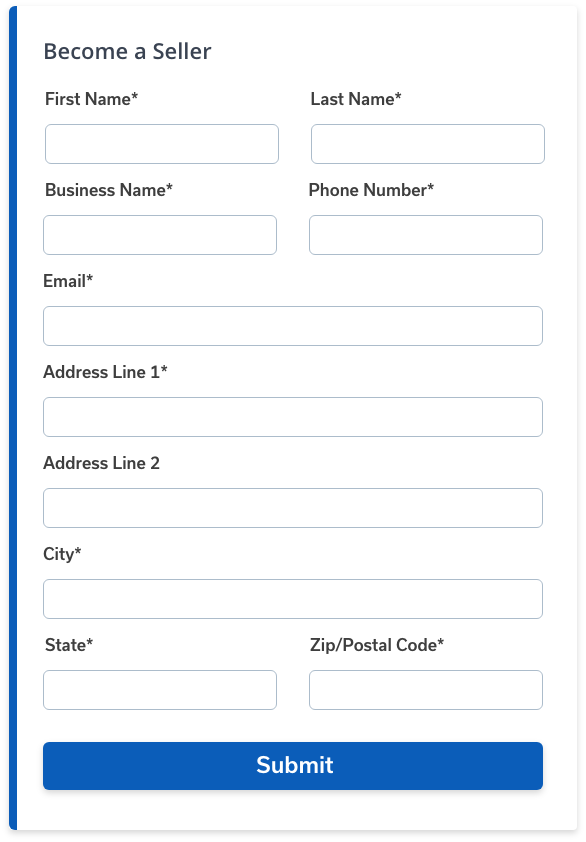 Become a Seller
First Name* Last Name*
Business Name* Phone Number*
Email*
Address Line 1*
Address Line 2
City*
State* Zip/Postal Code*
Submit